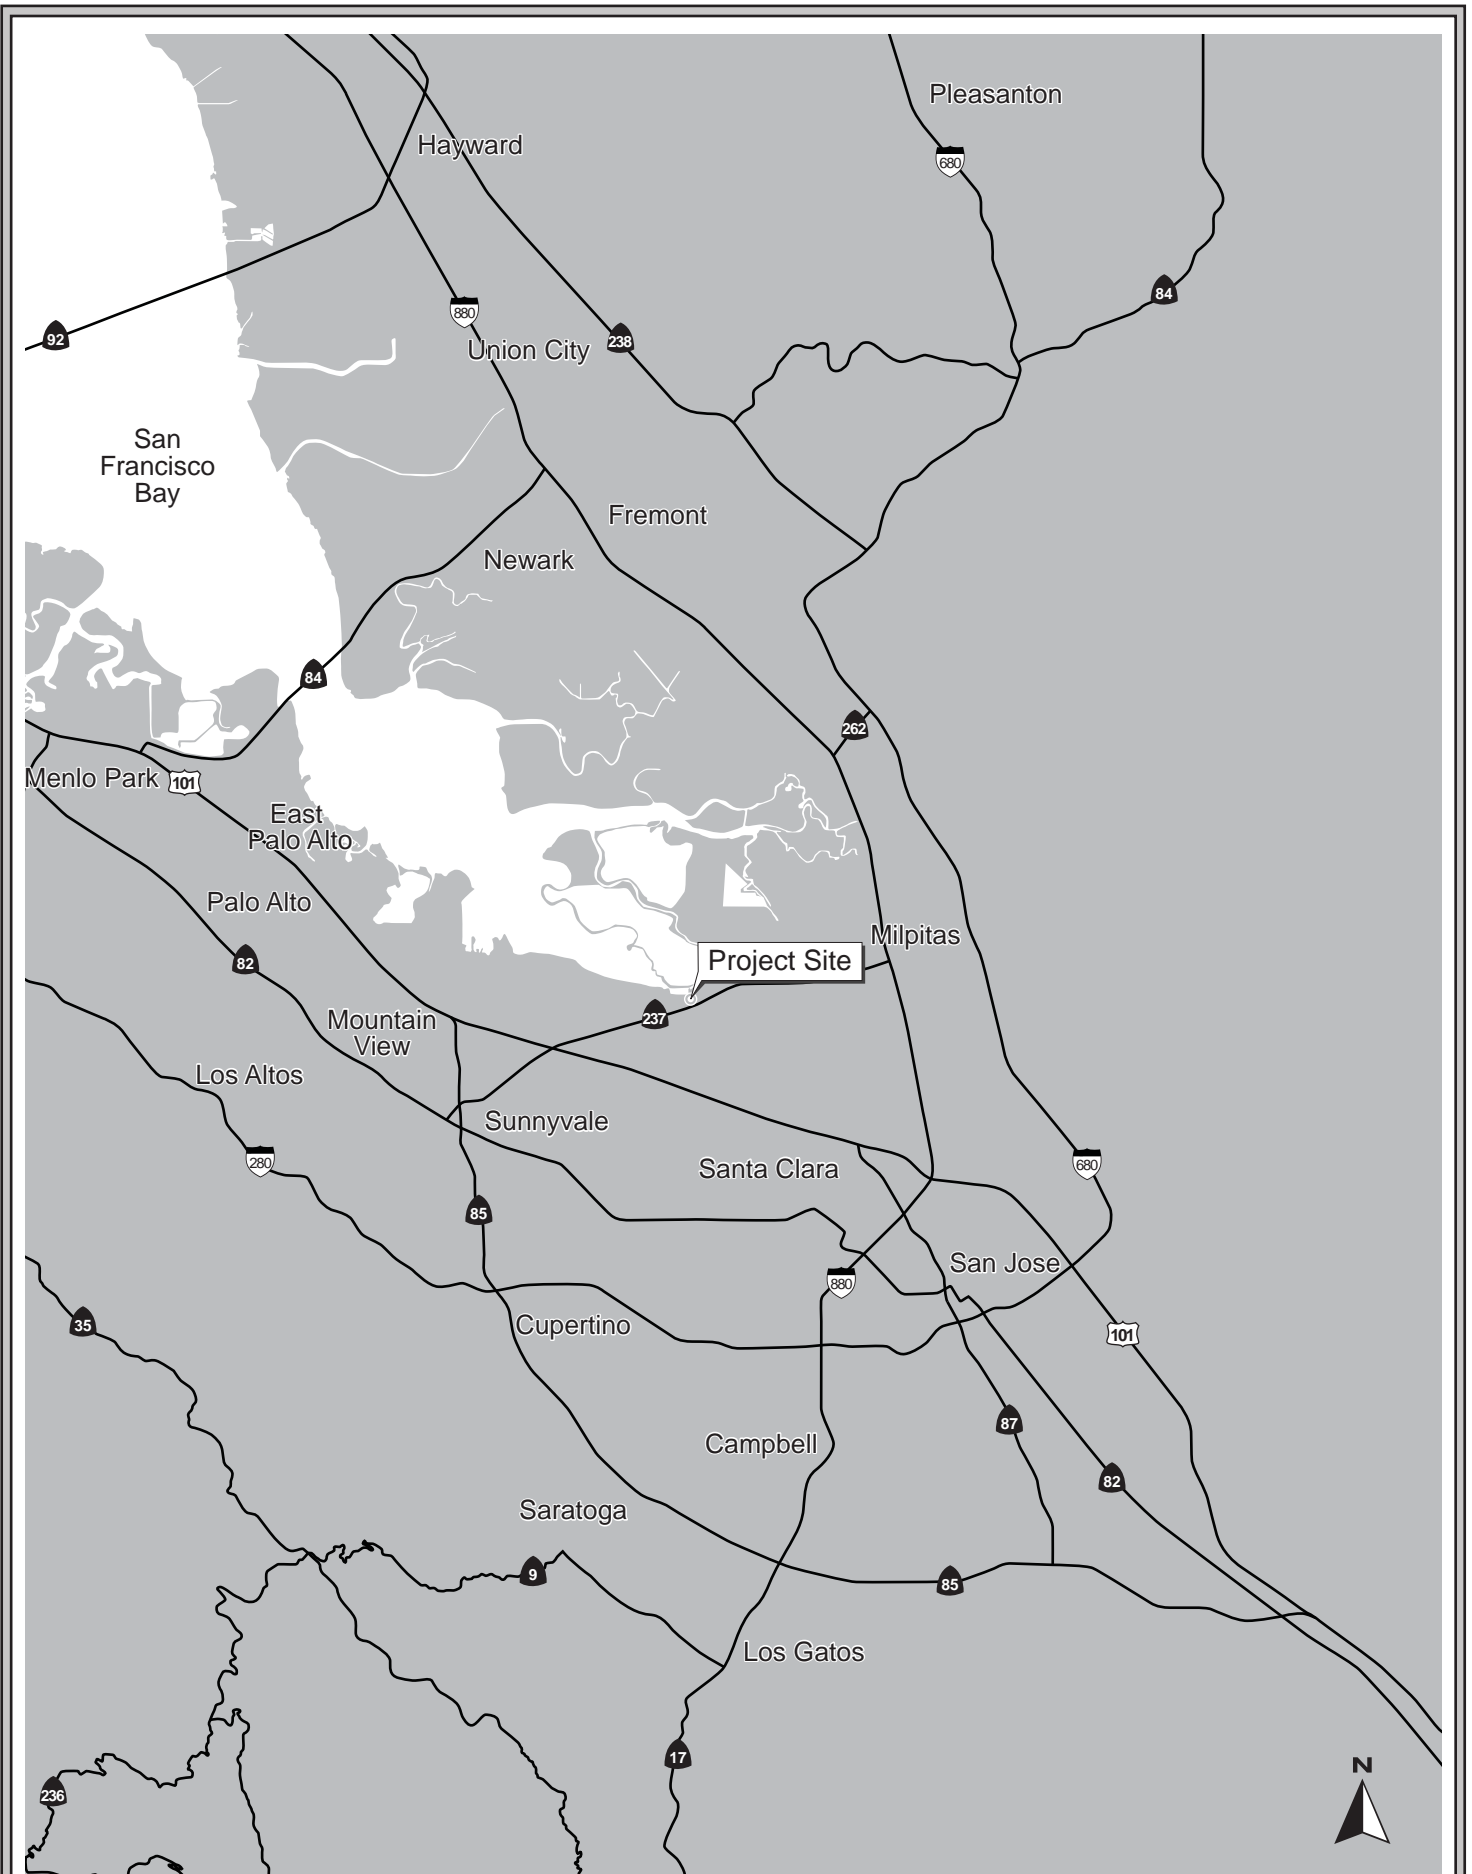 Pleasanton
Hayward
680
84
880
92
238
Union City
San
Francisco
Bay
Fremont
Newark
84
262
Menlo Park
101
East
Palo Alto
Palo Alto
Milpitas
Project Site
82
237
Mountain
View
Los Altos
Sunnyvale
280
Santa Clara
680
85
San Jose
880
35
Cupertino
101
87
Campbell
82
Saratoga
9
85
Los Gatos
17
N
236